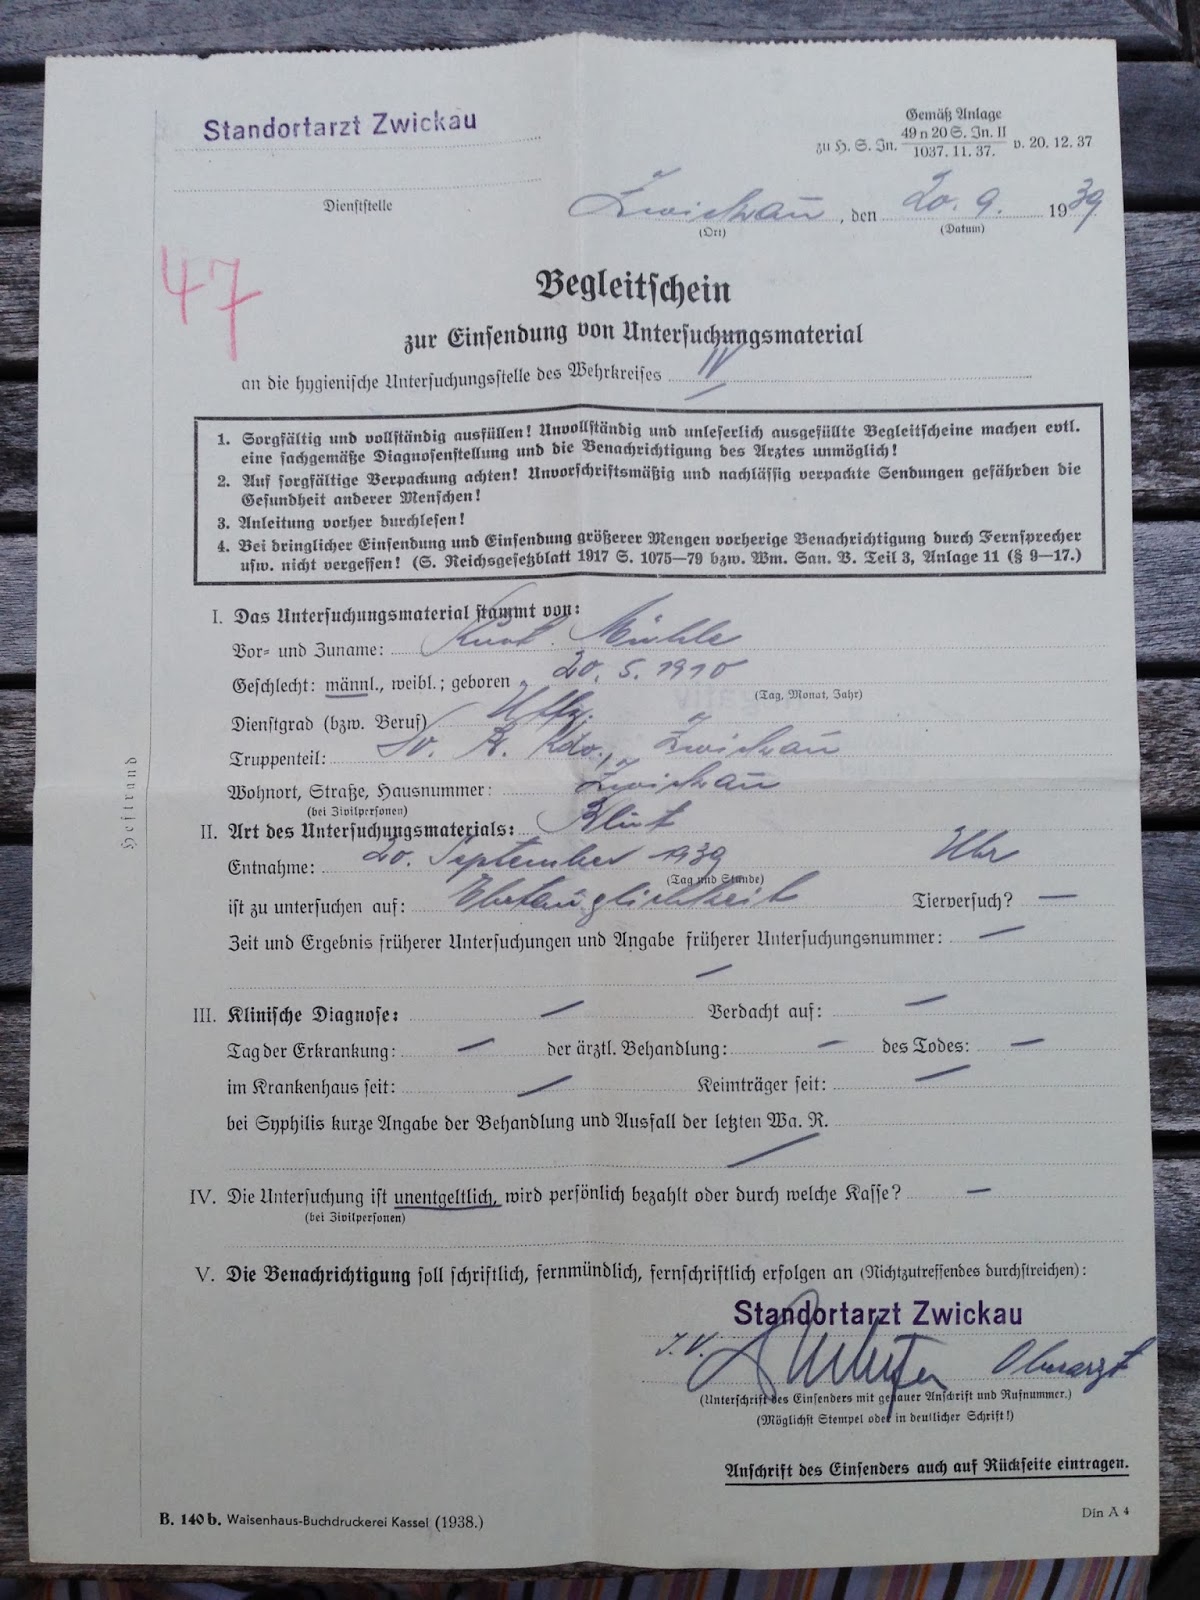 Standortarzt Zwickau
Gemäß Anlage
zu H. S. In. 49 n 20 S. In. II / 1037. 11. 37. v. 20. 12. 37
Dienststelle
Zwickau, den 20. 9. 1939
(Ort) (Datum)
47
Begleitschein
zur Einsendung von Untersuchungsmaterial
an die hygienische Untersuchungsstelle des Wehrkreises IV
1. Sorgfältig und vollständig ausfüllen! Unvollständig und unleserlich ausgefüllte Begleitscheine machen evtl.
eine sachgemäße Diagnosenstellung und die Benachrichtigung des Arztes unmöglich!
2. Auf sorgfältige Verpackung achten! Unvorschriftsmäßig und nachlässig verpackte Sendungen gefährden die
Gesundheit anderer Menschen!
3. Anleitung vorher durchlesen!
4. Bei dringlicher Einsendung und Einsendung größerer Mengen vorherige Benachrichtigung durch Fernsprecher
usw. nicht vergessen! (S. Reichsgesetzblatt 1917 S. 1075—79 bzw. Wm. San. V. Teil 3, Anlage 11 (§ 9—17.)
I. Das Untersuchungsmaterial stammt von:
Vor- und Zuname: Kurt Mühle
Geschlecht: männl., weibl.; geboren 20. 5. 1910
(Tag, Monat, Jahr)
Dienstgrad (bzw. Beruf) Uffz.
Truppenteil: Kdo., Zwickau
Wohnort, Straße, Hausnummer: Zwickau
(bei Zivilpersonen)
II. Art des Untersuchungsmaterials: Blut
Entnahme: 20. September 1939 Uhr
(Tag und Stunde)
ist zu untersuchen auf: Ehetauglichkeit Tierversuch? —
Zeit und Ergebnis früherer Untersuchungen und Angabe früherer Untersuchungsnummer: —
—
III. Klinische Diagnose: — Verdacht auf: —
Tag der Erkrankung: — der ärztl. Behandlung: — des Todes: —
im Krankenhaus seit: — Keimträger seit: —
bei Syphilis kurze Angabe der Behandlung und Ausfall der letzten Wa. R.
—
IV. Die Untersuchung ist unentgeltlich, wird persönlich bezahlt oder durch welche Kasse? —
(bei Zivilpersonen)
V. Die Benachrichtigung soll schriftlich, fernmündlich, fernschriftlich erfolgen an (Nichtzutreffendes durchstreichen):
Standortarzt Zwickau
I. V. Oberarzt
(Unterschrift des Einsenders mit genauer Anschrift und Rufnummer.)
(Möglichst Stempel oder in deutlicher Schrift!)
Anschrift des Einsenders auch auf Rückseite eintragen.
B. 140 b. Waisenhaus-Buchdruckerei Kassel (1938.)
Din A 4
Heftrand